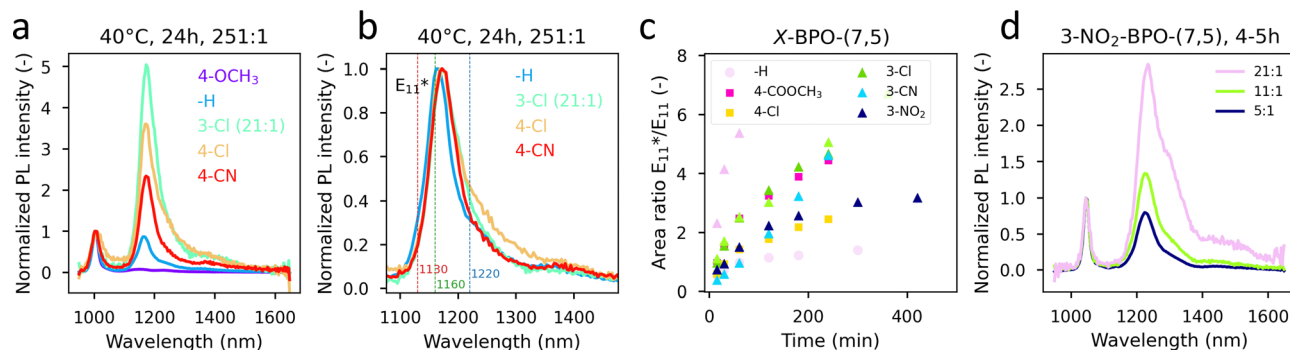 a
40°C, 24h, 251:1
Normalized PL intensity (-)
5
4
3
2
1
0
4-OCH₃
-H
3-Cl (21:1)
4-Cl
4-CN
1000 1200 1400 1600
Wavelength (nm)
b
40°C, 24h, 251:1
Normalized PL intensity (-)
1.0
0.8
0.6
0.4
0.2
0.0
E₁₁*
-H
3-Cl (21:1)
4-Cl
4-CN
1130
1160
1220
1100 1200 1300 1400
Wavelength (nm)
c
X-BPO-(7,5)
Area ratio E₁₁*/E₁₁ (-)
8
6
4
2
0
-H
4-COOCH₃
4-Cl
3-Cl
3-CN
3-NO₂
0 200 400
Time (min)
d
3-NO₂-BPO-(7,5), 4-5h
Normalized PL intensity (-)
3.0
2.5
2.0
1.5
1.0
0.5
0.0
21:1
11:1
5:1
1000 1200 1400 1600
Wavelength (nm)